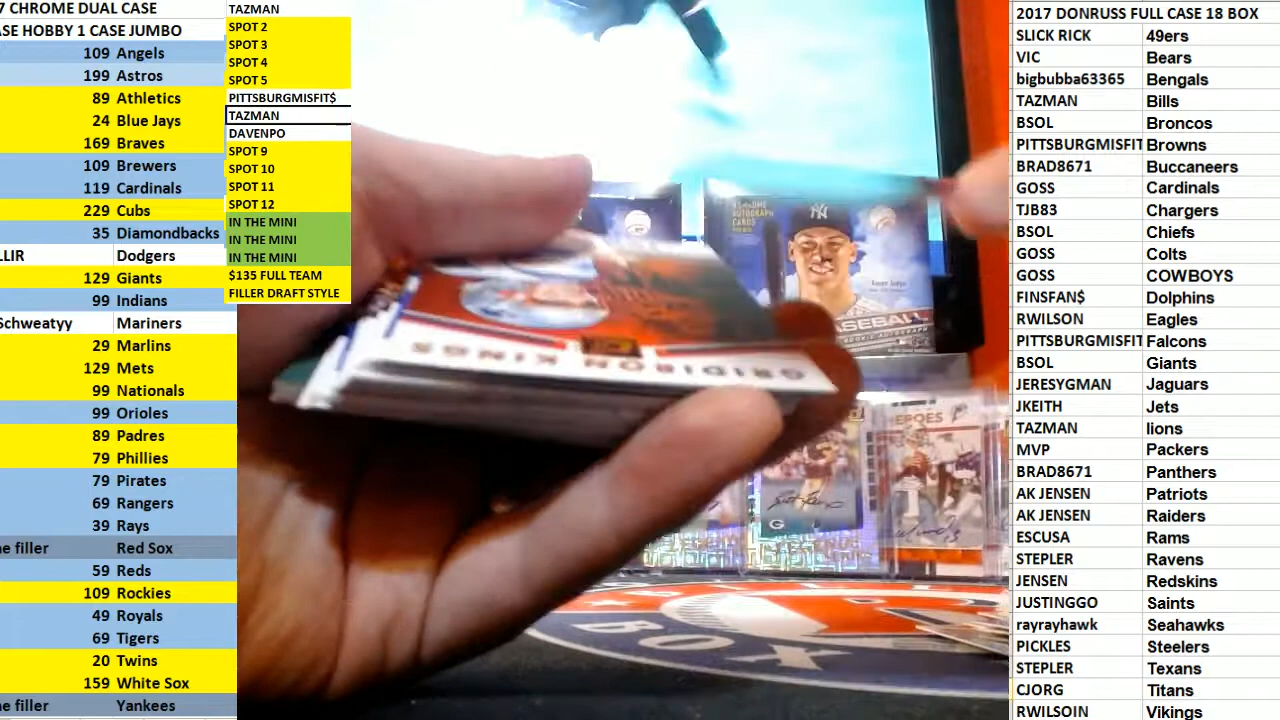 7 CHROME DUAL CASE
ASE HOBBY 1 CASE JUMBO
109 Angels
199 Astros
89 Athletics
24 Blue Jays
169 Braves
109 Brewers
119 Cardinals
229 Cubs
35 Diamondbacks
LLIR Dodgers
129 Giants
99 Indians
Schweatyy Mariners
29 Marlins
129 Mets
99 Nationals
99 Orioles
89 Padres
79 Phillies
79 Pirates
69 Rangers
39 Rays
ne filler Red Sox
59 Reds
109 Rockies
49 Royals
69 Tigers
20 Twins
159 White Sox
ne filler Yankees
TAZMAN
SPOT 2
SPOT 3
SPOT 4
SPOT 5
PITTSBURGMISFIT$
TAZMAN
DAVENPO
SPOT 9
SPOT 10
SPOT 11
SPOT 12
IN THE MINI
IN THE MINI
IN THE MINI
$135 FULL TEAM
FILLER DRAFT STYLE
AUTOGRAPH
CARDS
BASEBALL
GRIDIRON KINGS
BOX
2017 DONRUSS FULL CASE 18 BOX
SLICK RICK 49ers
VIC Bears
bigbubba63365 Bengals
TAZMAN Bills
BSOL Broncos
PITTSBURGMISFIT Browns
BRAD8671 Buccaneers
GOSS Cardinals
TJB83 Chargers
BSOL Chiefs
GOSS Colts
GOSS COWBOYS
FINSFAN$ Dolphins
RWILSON Eagles
PITTSBURGMISFIT Falcons
BSOL Giants
JERESYGMAN Jaguars
JKEITH Jets
TAZMAN lions
MVP Packers
BRAD8671 Panthers
AK JENSEN Patriots
AK JENSEN Raiders
ESCUSA Rams
STEPLER Ravens
JENSEN Redskins
JUSTINGGO Saints
rayrayhawk Seahawks
PICKLES Steelers
STEPLER Texans
CJORG Titans
RWILSOIN Vikings